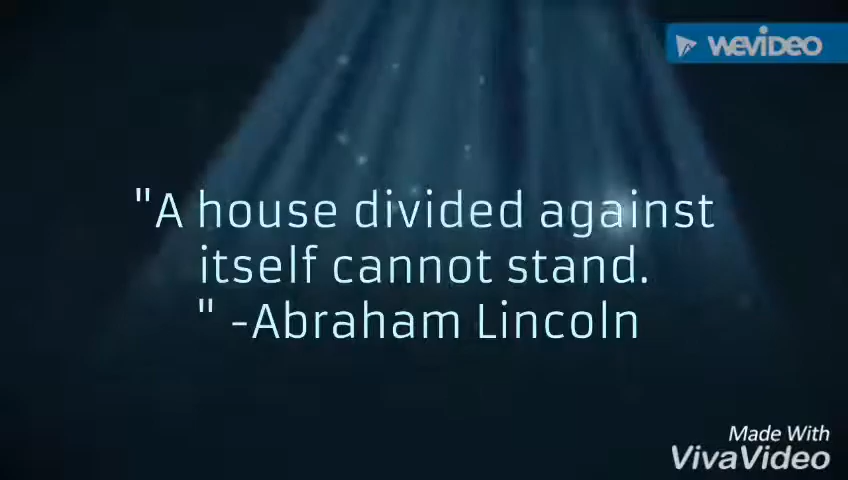 WEVIDEO
"A house divided against
itself cannot stand.
" -Abraham Lincoln
Made With
VivaVideo